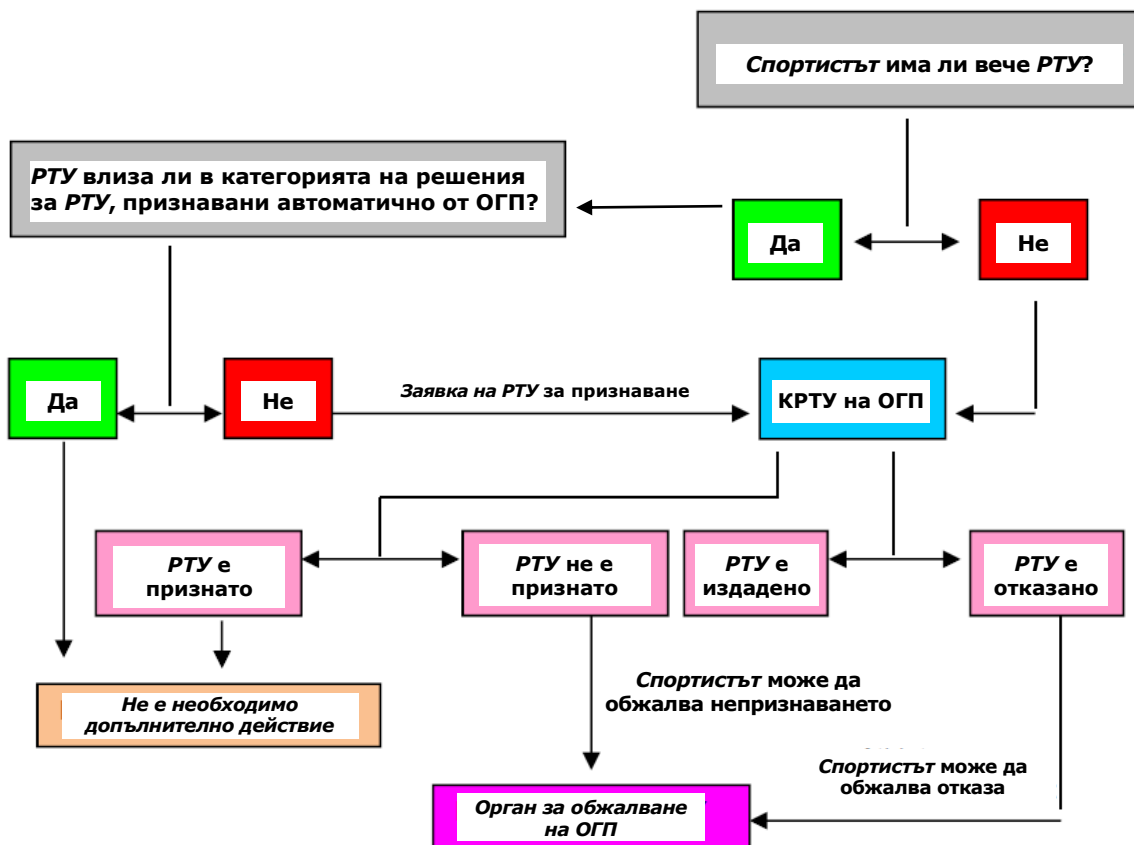 Спортистът има ли вече РТУ?
РТУ влиза ли в категорията на решения
за РТУ, признавани автоматично от ОГП?
Да
Не
Да
Не
Заявка на РТУ за признаване
КРТУ на ОГП
РТУ е
признато
РТУ не е
признато
РТУ е
издадено
РТУ е
отказано
Не е необходимо
допълнително действие
Спортистът може да
обжалва непризнаването
Спортистът може да
обжалва отказа
Орган за обжалване
на ОГП